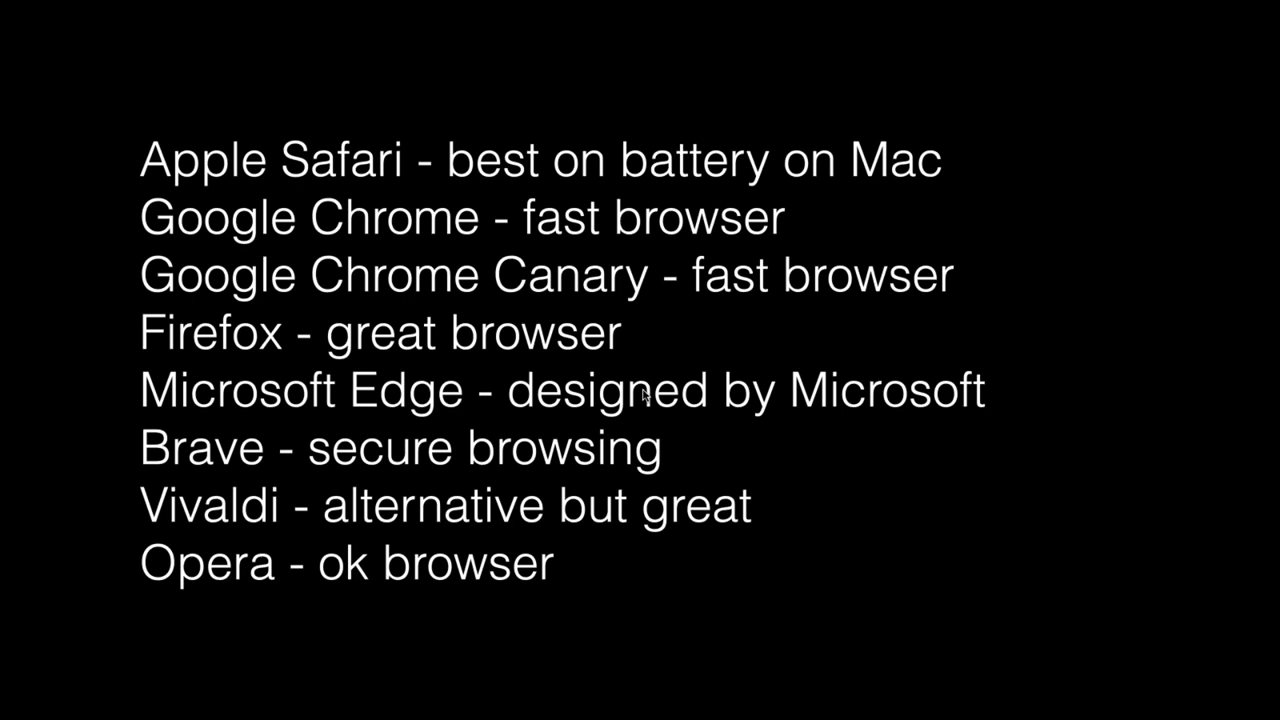 Apple Safari - best on battery on Mac
Google Chrome - fast browser
Google Chrome Canary - fast browser
Firefox - great browser
Microsoft Edge - designed by Microsoft
Brave - secure browsing
Vivaldi - alternative but great
Opera - ok browser